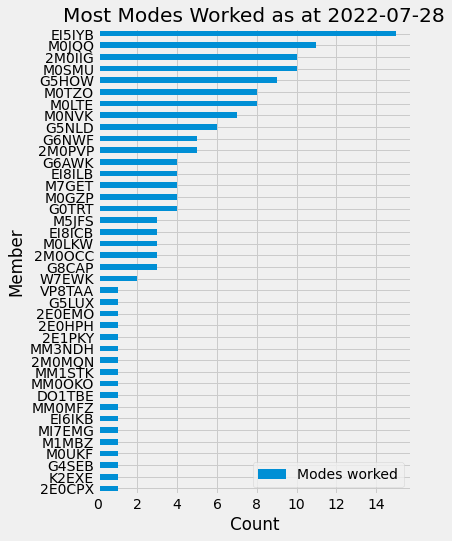 Most Modes Worked as at 2022-07-28
EI5IYB
M0JQQ
2M0IIG
M0SMU
G5HOW
M0TZO
M0LTE
M0NVK
G5NLD
G6NWF
2M0PVP
G6AWK
EI8ILB
M7GET
M0GZP
G0TRT
M5JFS
EI8ICB
M0LKW
2M0OCC
G8CAP
W7EWK
VP8TAA
G5LUX
2E0EMO
2E0HPH
2E1PKY
MM3NDH
2M0MQN
MM1STK
MM0OKO
DO1TBE
MM0MFZ
EI6IKB
MI7EMG
M1MBZ
M0UKF
G4SEB
K2EXE
2E0CPX
Member
Modes worked
0 2 4 6 8 10 12 14
Count